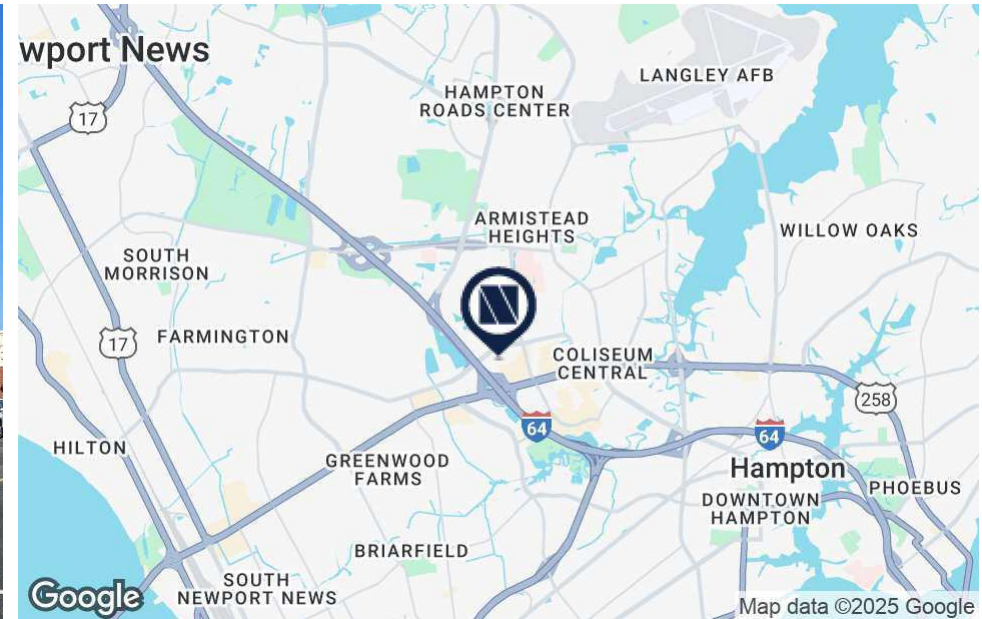 wport News
17
LANGLEY AFB
HAMPTON
ROADS CENTER
ARMISTEAD
HEIGHTS
WILLOW OAKS
SOUTH
MORRISON
17
FARMINGTON
COLISEUM
CENTRAL
258
64
64
HILTON
GREENWOOD
FARMS
Hampton
PHOEBUS
DOWNTOWN
HAMPTON
BRIARFIELD
SOUTH
NEWPORT NEWS
Google
Map data ©2025 Google